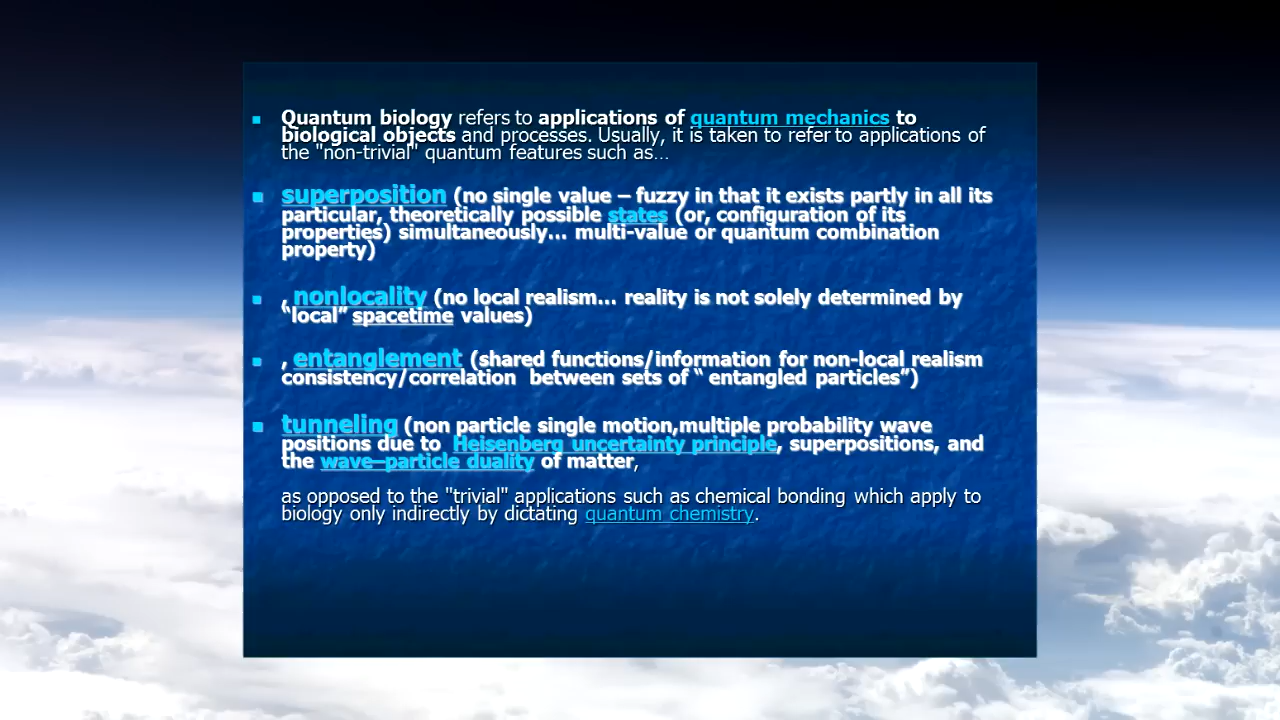 Quantum biology refers to applications of quantum mechanics to
biological objects and processes. Usually, it is taken to refer to applications of
the "non-trivial" quantum features such as…
superposition (no single value – fuzzy in that it exists partly in all its
particular, theoretically possible states (or, configuration of its
properties) simultaneously… multi-value or quantum combination
property)
, nonlocality (no local realism… reality is not solely determined by
“local” spacetime values)
, entanglement (shared functions/information for non-local realism
consistency/correlation  between sets of “ entangled particles”)
tunneling (non particle single motion,multiple probability wave
positions due to  Heisenberg uncertainty principle, superpositions, and
the wave–particle duality of matter,
as opposed to the "trivial" applications such as chemical bonding which apply to
biology only indirectly by dictating quantum chemistry.